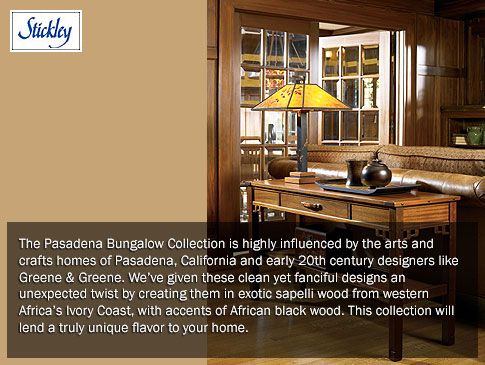 Stickley
The Pasadena Bungalow Collection is highly influenced by the arts and
crafts homes of Pasadena, California and early 20th century designers like
Greene & Greene. We've given these clean yet fanciful designs an
unexpected twist by creating them in exotic sapelli wood from western
Africa's Ivory Coast, with accents of African black wood. This collection will
lend a truly unique flavor to your home.